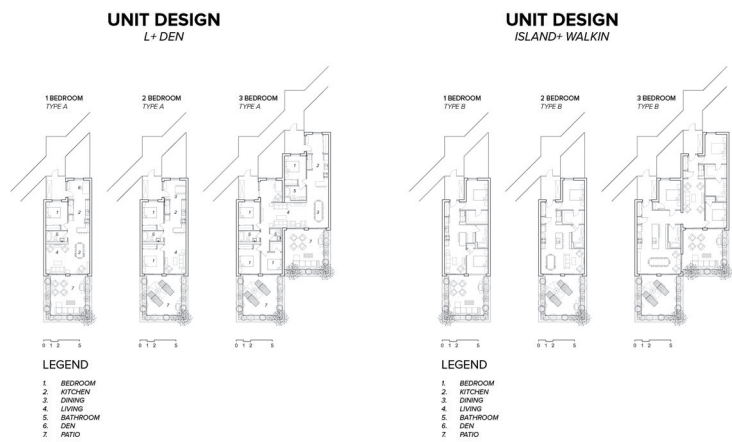 UNIT DESIGN
L+ DEN
1 BEDROOM
TYPE A
2 BEDROOM
TYPE A
3 BEDROOM
TYPE A
0 1 2 5
0 1 2 5
0 1 2 5
LEGEND
1. BEDROOM
2. KITCHEN
3. DINING
4. LIVING
5. BATHROOM
6. DEN
7. PATIO
UNIT DESIGN
ISLAND+ WALKIN
1 BEDROOM
TYPE B
2 BEDROOM
TYPE B
3 BEDROOM
TYPE B
0 1 2 5
0 1 2 5
0 1 2 5
LEGEND
1. BEDROOM
2. KITCHEN
3. DINING
4. LIVING
5. BATHROOM
6. DEN
7. PATIO